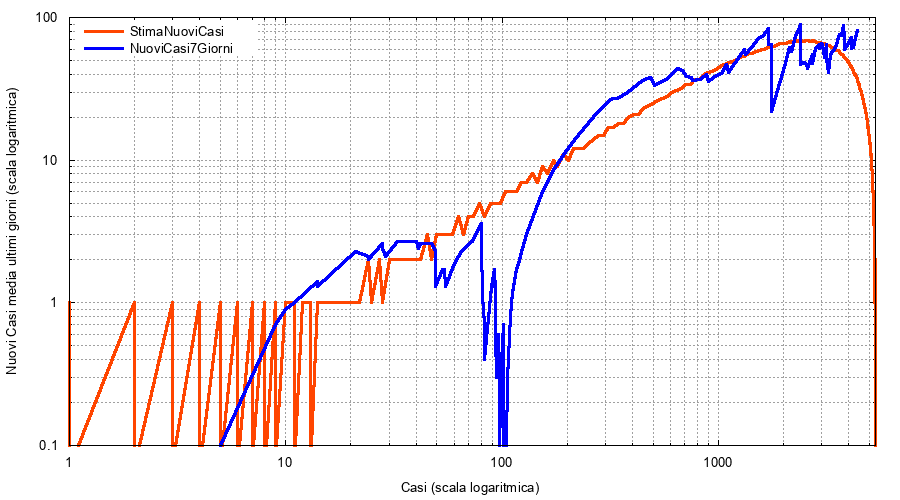 100
10
1
0.1
1
10
100
1000
StimaNuoviCasi
NuoviCasi7Giorni
Nuovi Casi media ultimi giorni (scala logaritmica)
Casi (scala logaritmica)